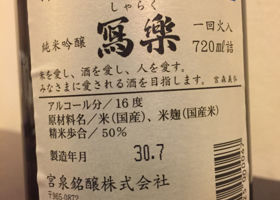 しゃらく
寫樂
純米吟醸
一回火入
720ml詰
米を愛し、酒を愛し、人を愛す。
みなさまに愛される酒を目指します。
宮森義弘
アルコール分／16度
原材料名／米(国産)、米麹(国産米)
精米歩合／50%
製造年月 30.7
宮泉銘醸株式会社
〒965-0872